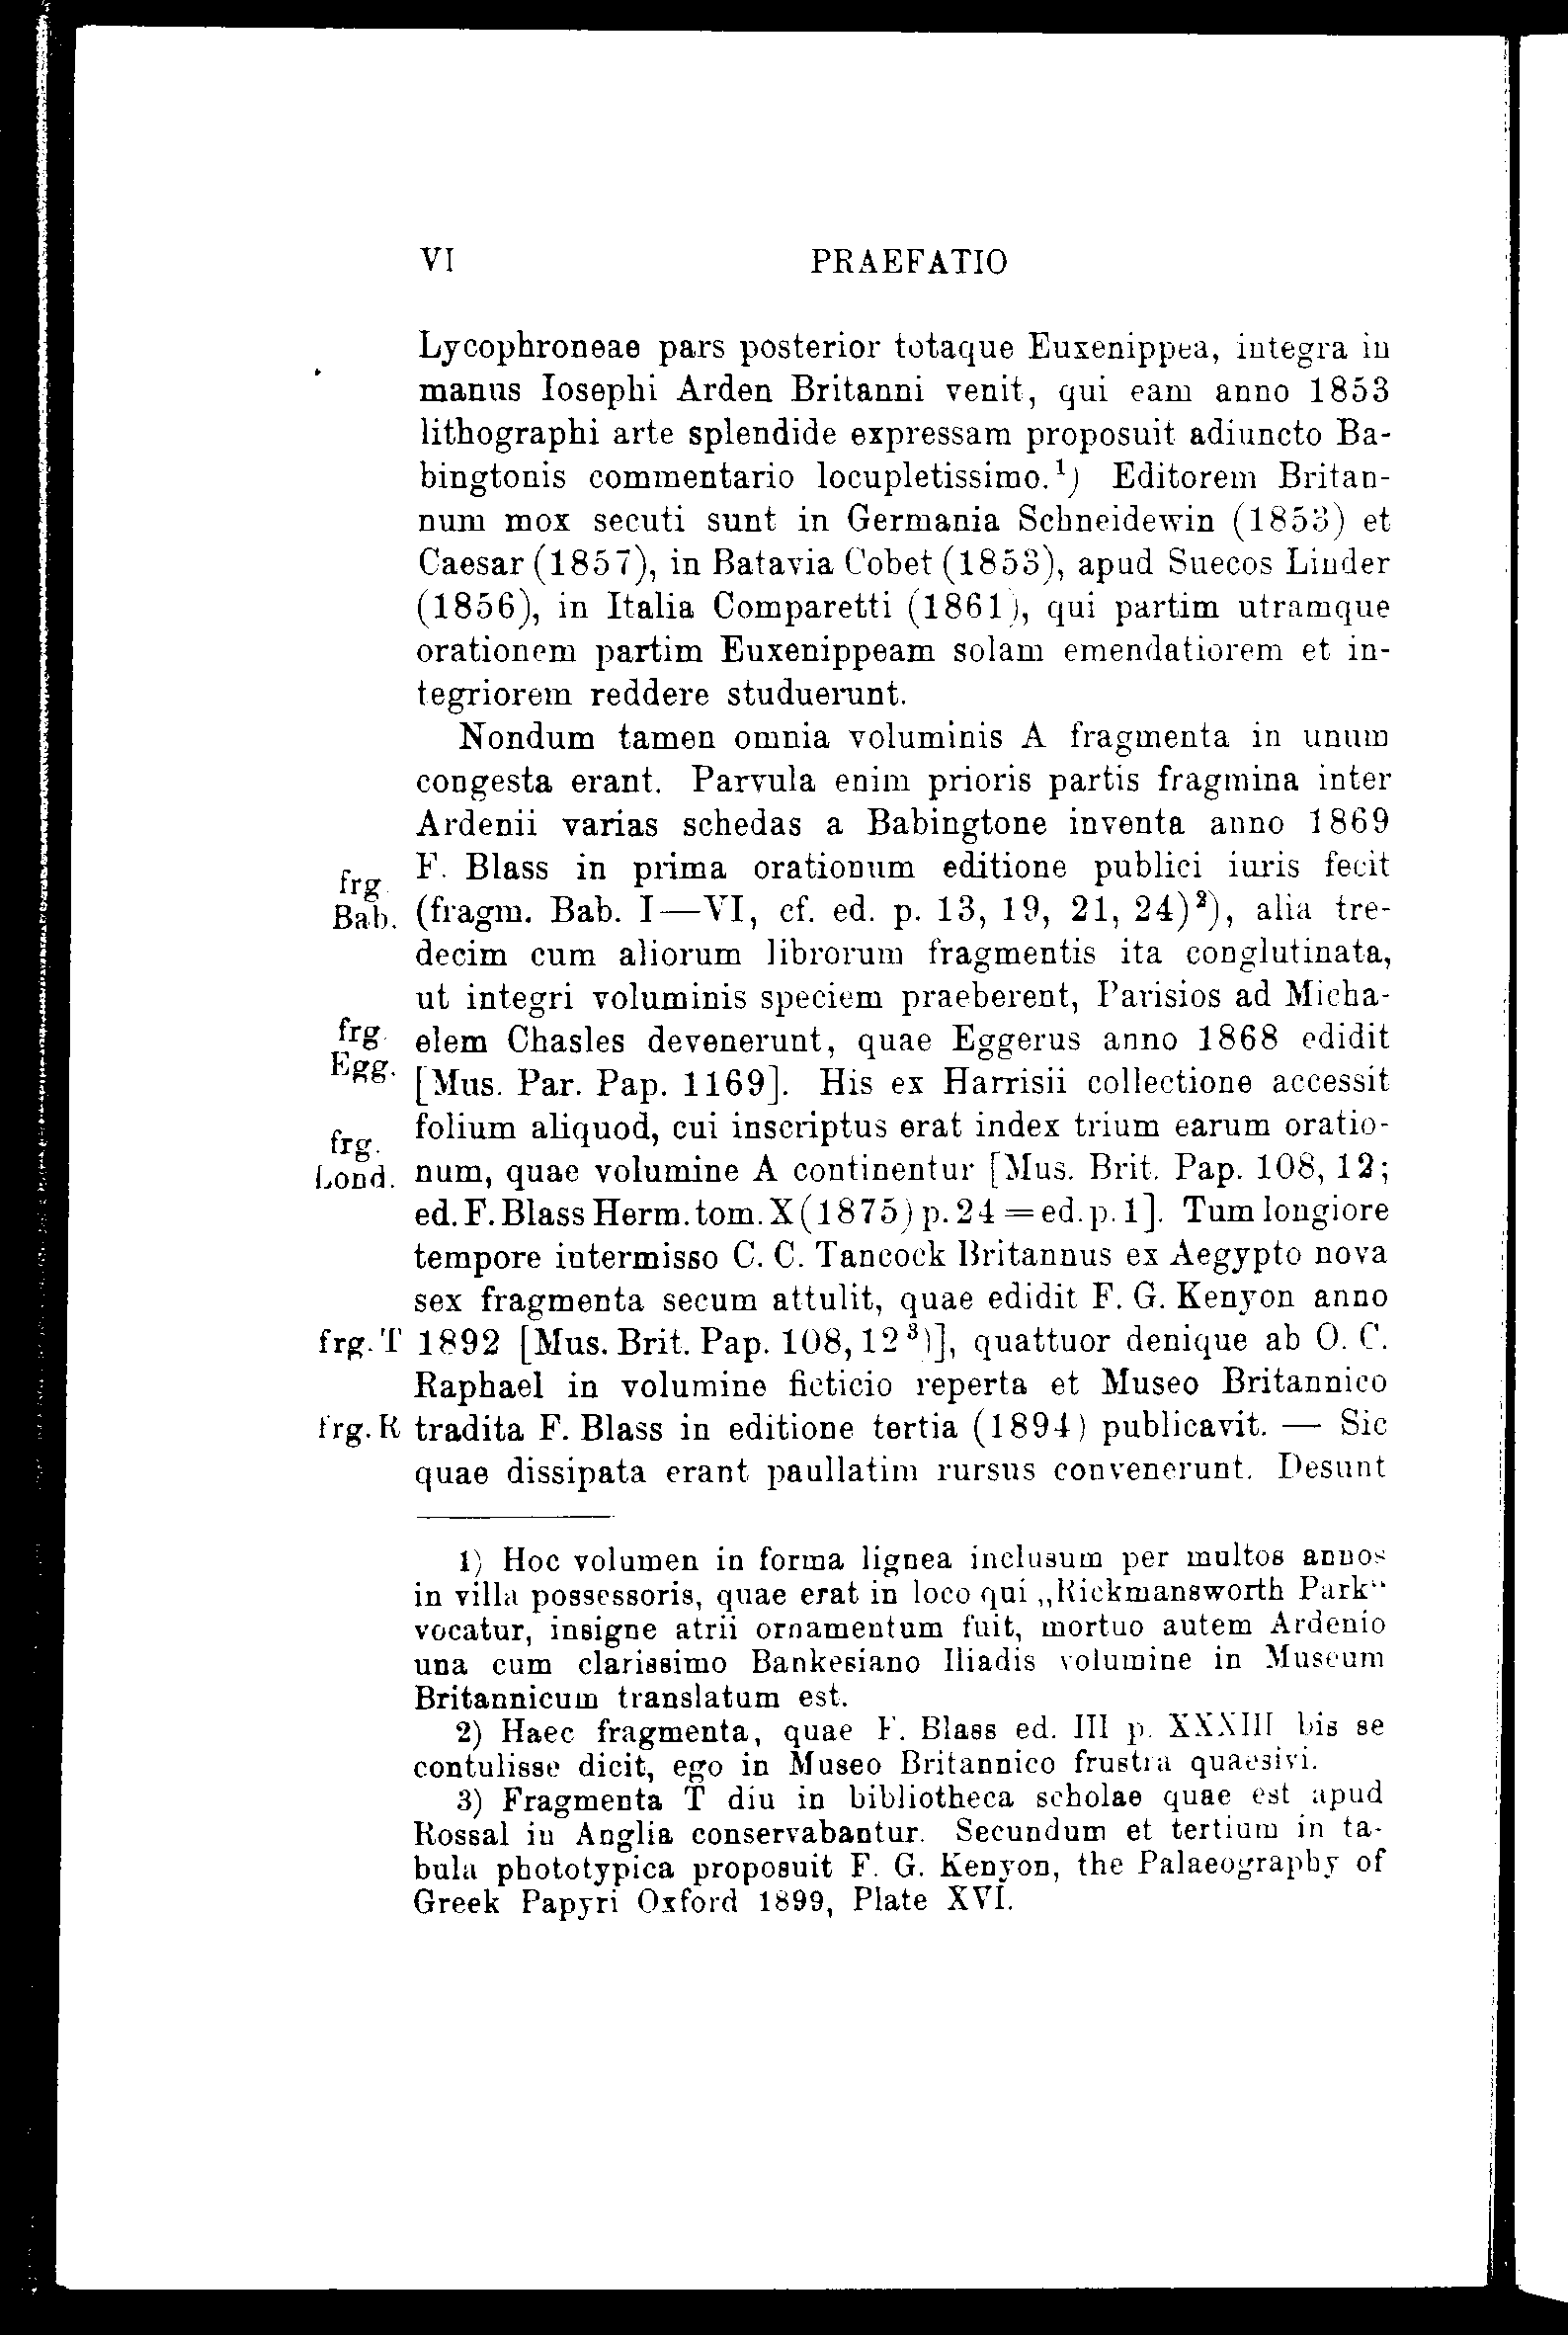 VI PRAEFATIO
Lycophroneae pars posterior totaque Euxenippea, integra in
manus Iosephi Arden Britanni venit, qui eam anno 1853
lithographi arte splendide expressam proposuit adiuncto Ba-
bingtonis commentario locupletissimo.¹) Editorem Britan-
num mox secuti sunt in Germania Schneidewin (1853) et
Caesar (1857), in Batavia Cobet (1853), apud Suecos Linder
(1856), in Italia Comparetti (1861), qui partim utramque
orationem partim Euxenippeam solam emendatiorem et in-
tegriorem reddere studuerunt.
Nondum tamen omnia voluminis A fragmenta in unum
congesta erant. Parvula enim prioris partis fragmina inter
Ardenii varias schedas a Babingtone inventa anno 1869
frg. F. Blass in prima orationum editione publici iuris fecit
Bab. (fragm. Bab. I—VI, cf. ed. p. 13, 19, 21, 24)²), alia tre-
decim cum aliorum librorum fragmentis ita conglutinata,
ut integri voluminis speciem praeberent, Parisios ad Micha-
frg. elem Chasles devenerunt, quae Eggerus anno 1868 edidit
Egg. [Mus. Par. Pap. 1169]. His ex Harrisii collectione accessit
frg. folium aliquod, cui inscriptus erat index trium earum oratio-
Lond. num, quae volumine A continentur [Mus. Brit. Pap. 108, 12;
ed. F. Blass Herm. tom. X (1875) p. 24 = ed. p. 1]. Tum longiore
tempore intermisso C. C. Tancock Britannus ex Aegypto nova
sex fragmenta secum attulit, quae edidit F. G. Kenyon anno
frg. T 1892 [Mus. Brit. Pap. 108, 12³)], quattuor denique ab O. C.
Raphael in volumine ficticio reperta et Museo Britannico
frg. R tradita F. Blass in editione tertia (1894) publicavit. — Sic
quae dissipata erant paullatim rursus convenerunt. Desunt
1) Hoc volumen in forma lignea inclusum per multos annos
in villa possessoris, quae erat in loco qui „Rickmansworth Park“
vocatur, insigne atrii ornamentum fuit, mortuo autem Ardenio
una cum clarissimo Bankesiano Iliadis volumine in Museum
Britannicum translatum est.
2) Haec fragmenta, quae F. Blass ed. III p. XXXIII bis se
contulisse dicit, ego in Museo Britannico frustra quaesivi.
3) Fragmenta T diu in bibliotheca scholae quae est apud
Rossal in Anglia conservabantur. Secundum et tertium in ta-
bula phototypica proposuit F. G. Kenyon, the Palaeography of
Greek Papyri Oxford 1899, Plate XVI.